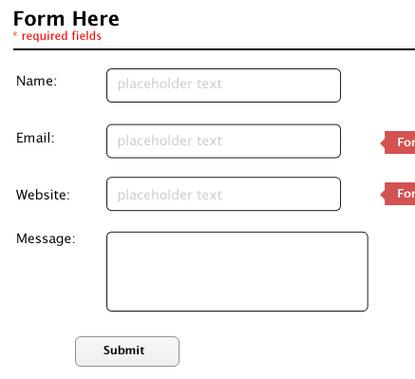 Form Here
* required fields
Name: placeholder text
Email: placeholder text For
Website: placeholder text For
Message:
Submit